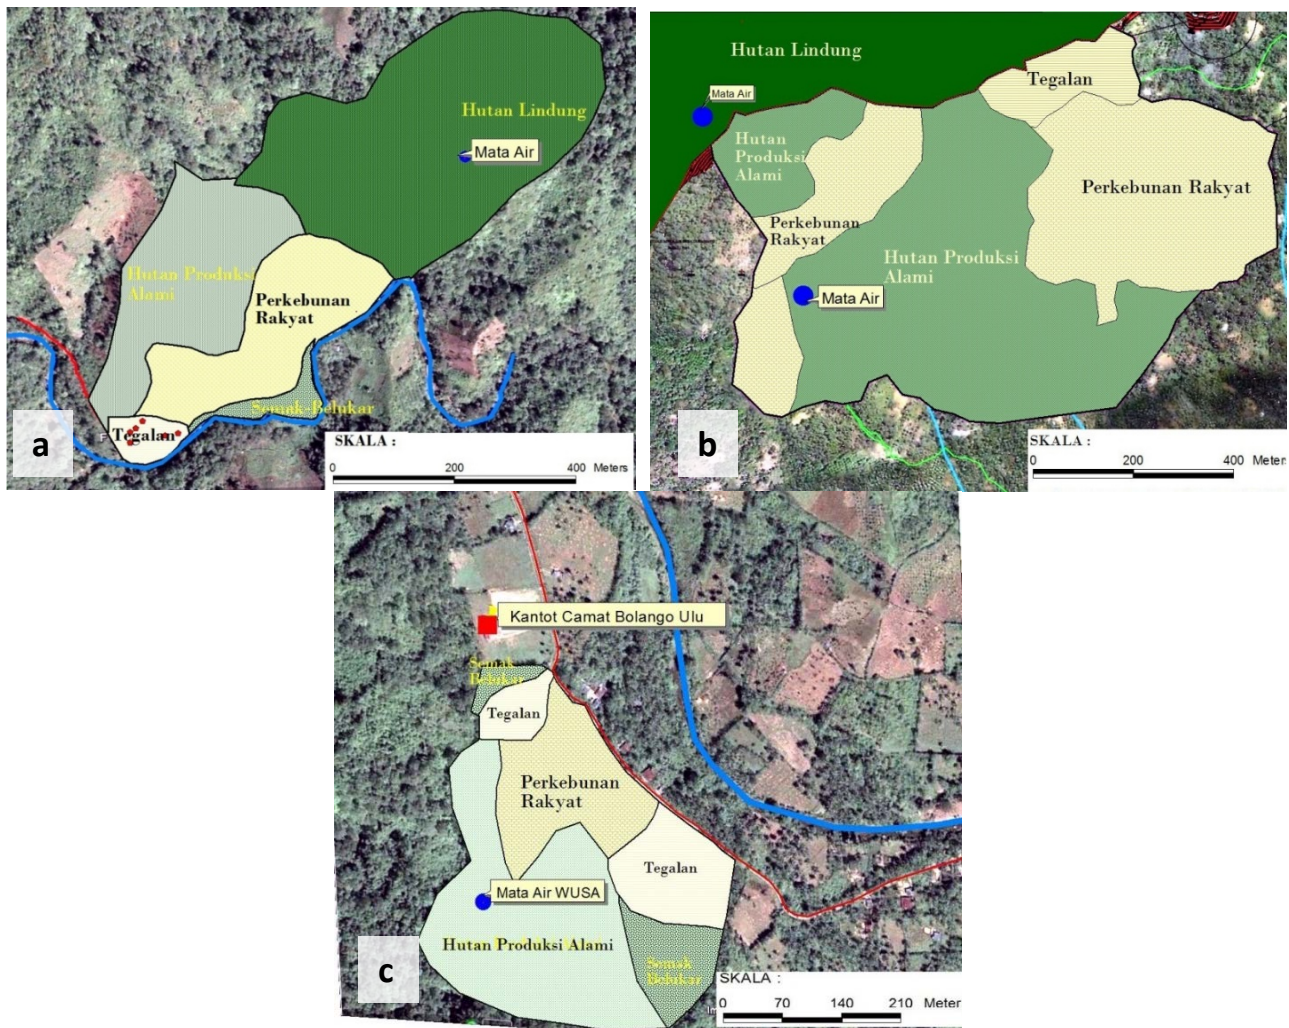 Hutan Lindung
Mata Air
Hutan Produksi
Alami
Perkebunan
Rakyat
Semak-Belukar
Tegalan
a
SKALA :
0 200 400 Meters
Hutan Lindung
Tegalan
Mata Air
Hutan
Produksi
Alami
Perkebunan Rakyat
Perkebunan
Rakyat
Hutan Produksi
Alami
Mata Air
b
SKALA :
0 200 400 Meters
Kantot Camat Bolango Ulu
Semak
Belukar
Tegalan
Perkebunan
Rakyat
Tegalan
Mata Air WUSA
Hutan Produksi Alami
Semak
Belukar
c
SKALA :
0 70 140 210 Meter